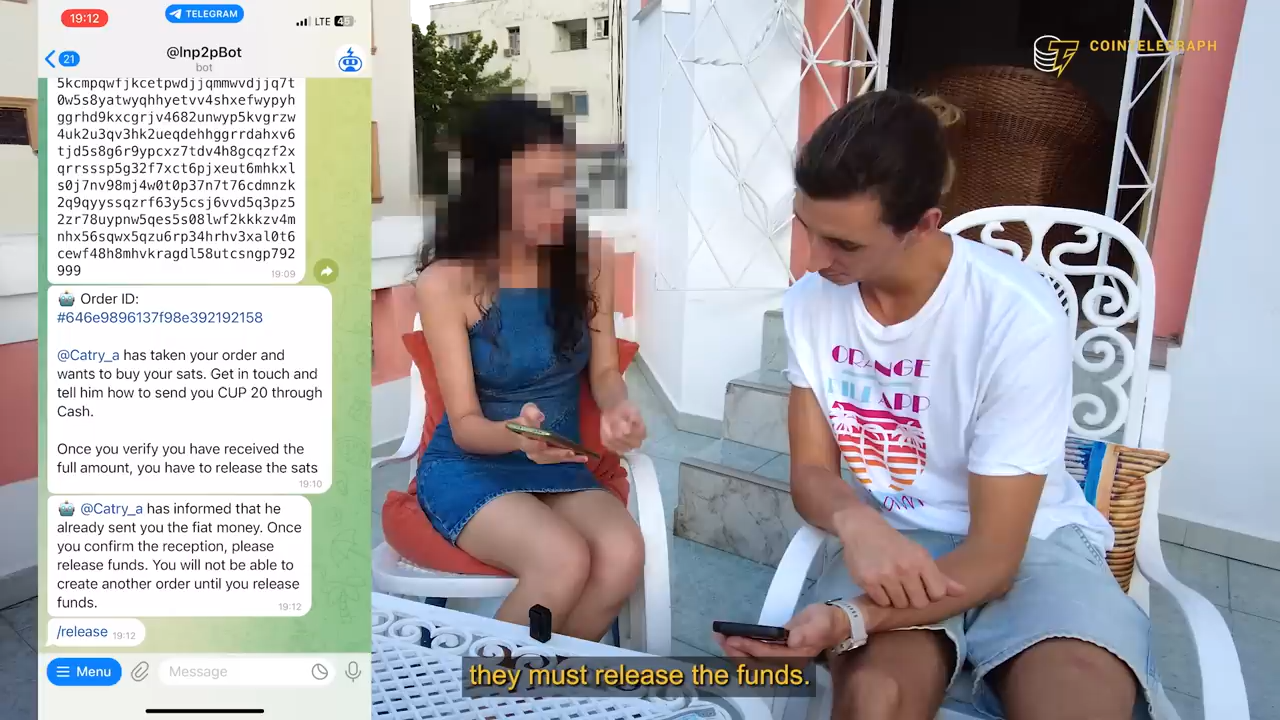 19:12
TELEGRAM
LTE 45
21
@lnp2pBot
bot
5kcmpqwfjkcetpwdjjqmmwvdjjq7t
0w5s8yatwyqhhyetvv4shxefwypyh
ggrhd9kxcgrjv4682unwyp5kvgrzw
4uk2u3qv3hk2ueqdehhggrrdahxv6
tjd5s8g6r9ypcxz7tdv4h8gcqzf2x
qrrsssp5g32f7xct6pjxeut6mhkxl
s0j7nv98mj4w0t0p37n7t76cdmnzk
2q9qyyssqzrf63y5csj6vvd5q3pz5
2zr78uypnw5qes5s08lwf2kkkzv4m
nhx56sqwx5qzu6rp34hrhv3xal0t6
cewf48h8mhvkragdl58utcsngp792
999
19:09
Order ID:
#646e9896137f98e392192158
@Catry_a has taken your order and
wants to buy your sats. Get in touch and
tell him how to send you CUP 20 through
Cash.
Once you verify you have received the
full amount, you have to release the sats
19:10
@Catry_a has informed that he
already sent you the fiat money. Once
you confirm the reception, please
release funds. You will not be able to
create another order until you release
funds.
19:12
/release 19:12
Menu
Message
COINTELEGRAPH
ORANGE
PILL APP
they must release the funds.